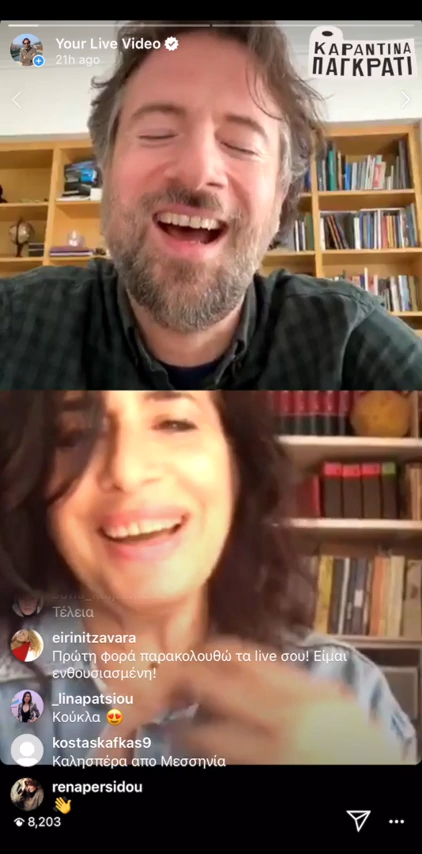 Your Live Video
21h ago
ΚΑΡΑΝΤΙΝΑ
ΠΑΓΚΡΑΤΙ
Τέλεια
eirinitzavara
Πρώτη φορά παρακολουθώ τα live σου! Είμαι
ενθουσιασμένη!
_linapatsiou
Κούκλα 😍
kostaskafkas9
Καλησπέρα απο Μεσσηνία
renapersidou
👋
8,203